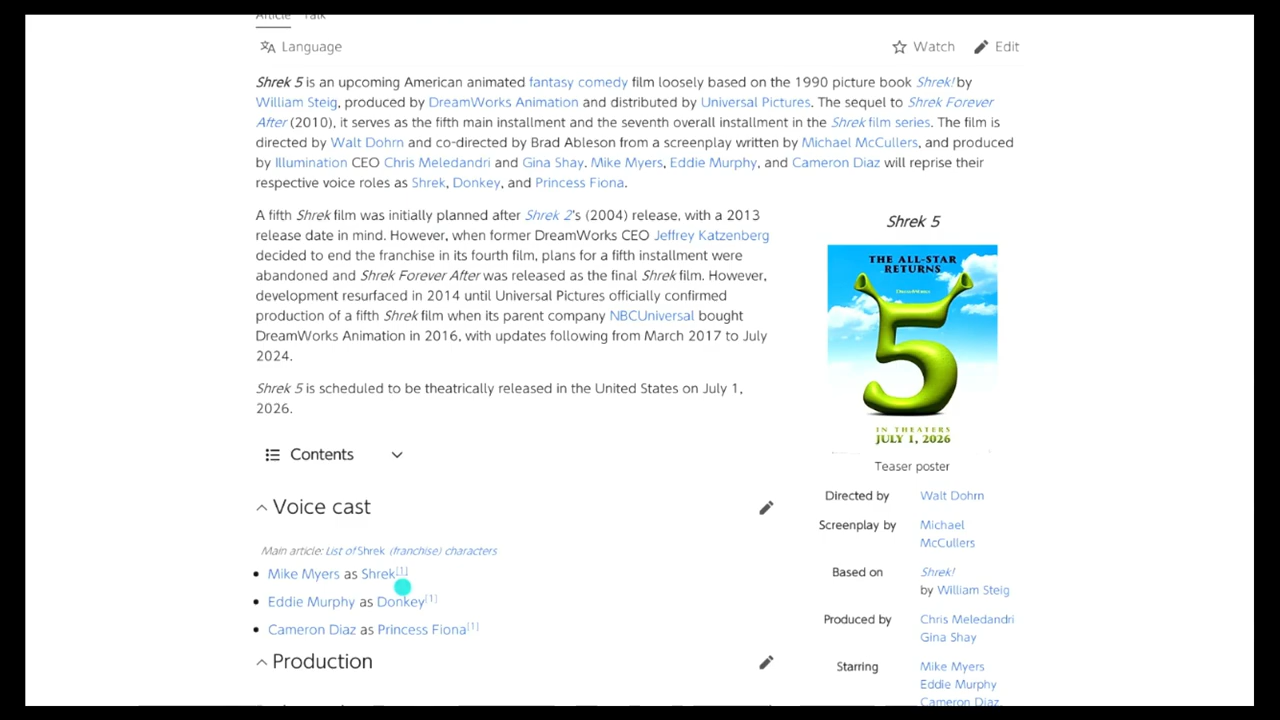 Article Talk
Language
Watch
Edit
Shrek 5 is an upcoming American animated fantasy comedy film loosely based on the 1990 picture book Shrek! by
William Steig, produced by DreamWorks Animation and distributed by Universal Pictures. The sequel to Shrek Forever
After (2010), it serves as the fifth main installment and the seventh overall installment in the Shrek film series. The film is
directed by Walt Dohrn and co-directed by Brad Ableson from a screenplay written by Michael McCullers, and produced
by Illumination CEO Chris Meledandri and Gina Shay. Mike Myers, Eddie Murphy, and Cameron Diaz will reprise their
respective voice roles as Shrek, Donkey, and Princess Fiona.
A fifth Shrek film was initially planned after Shrek 2's (2004) release, with a 2013
release date in mind. However, when former DreamWorks CEO Jeffrey Katzenberg
decided to end the franchise in its fourth film, plans for a fifth installment were
abandoned and Shrek Forever After was released as the final Shrek film. However,
development resurfaced in 2014 until Universal Pictures officially confirmed
production of a fifth Shrek film when its parent company NBCUniversal bought
DreamWorks Animation in 2016, with updates following from March 2017 to July
2024.
Shrek 5 is scheduled to be theatrically released in the United States on July 1,
2026.
Contents
Voice cast
Main article: List of Shrek (franchise) characters
Mike Myers as Shrek[1]
Eddie Murphy as Donkey[1]
Cameron Diaz as Princess Fiona[1]
Production
Shrek 5
THE ALL-STAR
RETURNS
DREAMWORKS
IN THEATERS
JULY 1, 2026
Teaser poster
Directed by Walt Dohrn
Screenplay by Michael
McCullers
Based on Shrek!
by William Steig
Produced by Chris Meledandri
Gina Shay
Starring Mike Myers
Eddie Murphy
Cameron Diaz